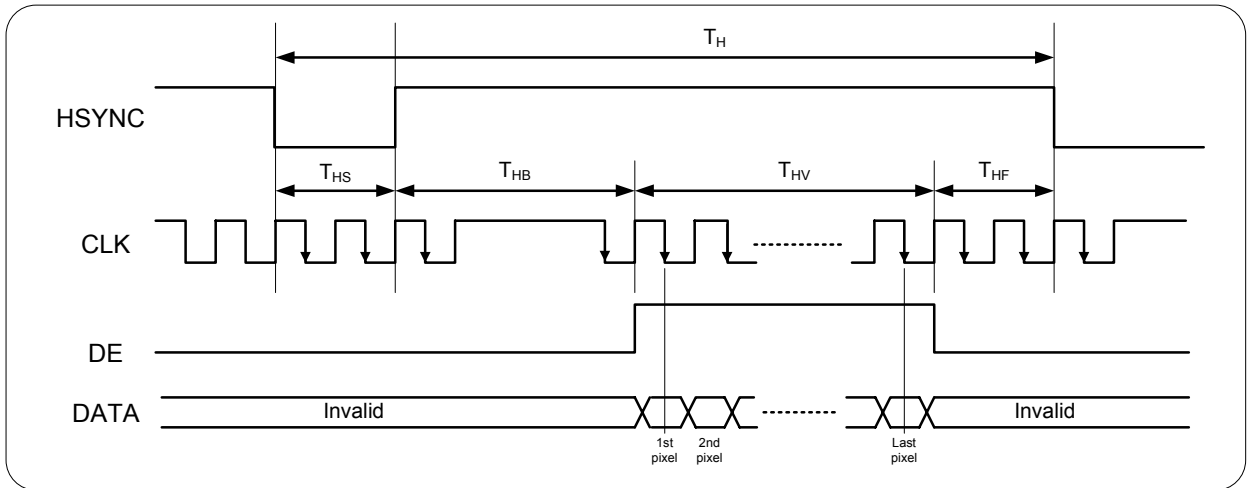 T_H
HSYNC
T_HS
T_HB
T_HV
T_HF
CLK
DE
DATA
Invalid
Invalid
1st
pixel
2nd
pixel
Last
pixel